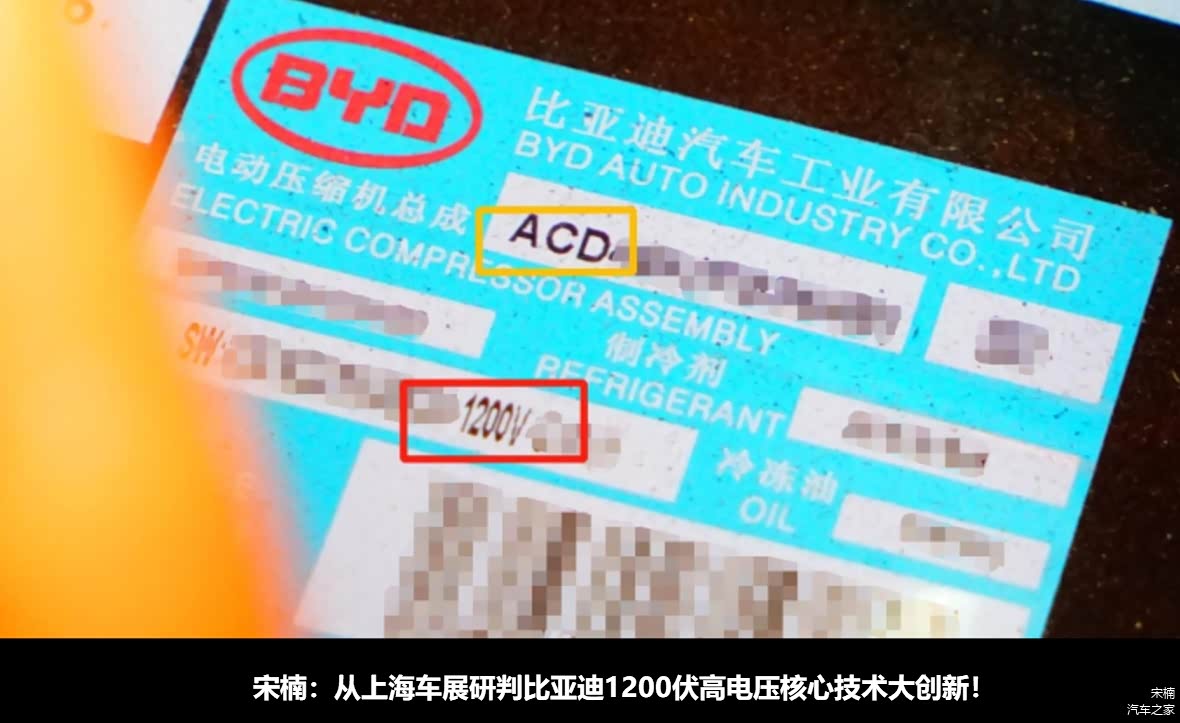 BYD
比亚迪汽车工业有限公司
BYD AUTO INDUSTRY CO.,LTD
电动压缩机总成
ELECTRIC COMPRESSOR ASSEMBLY
ACD
制冷剂
REFRIGERANT
SW
1200V
冷冻油
OIL
宋楠：从上海车展研判比亚迪1200伏高电压核心技术大创新！
宋楠
汽车之家